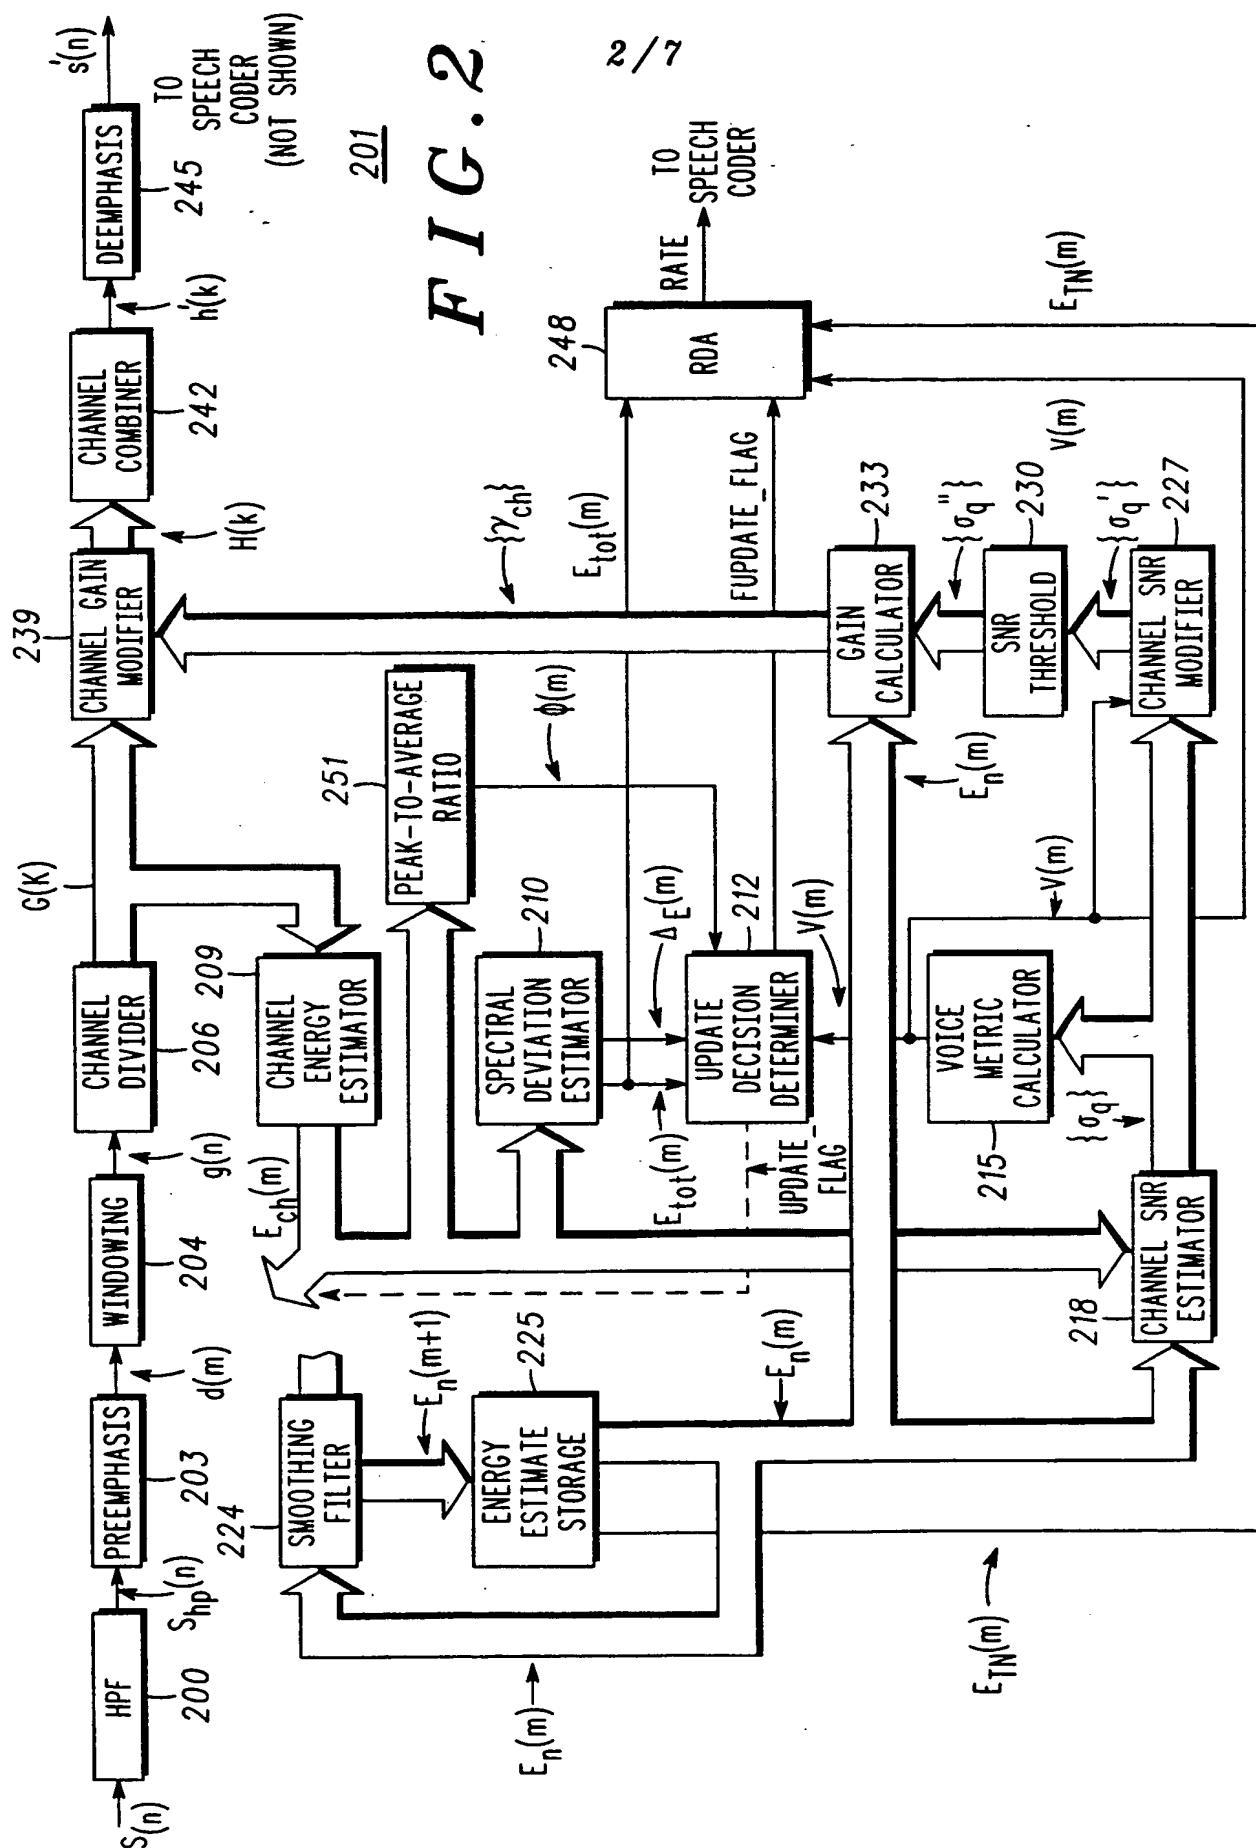 2/7
S(n)
HPF
200
S_hp(n)
PREEMPHASIS
203
d(m)
WINDOWING
204
g(n)
CHANNEL
DIVIDER
206
G(K)
239
CHANNEL GAIN
MODIFIER
H(k)
CHANNEL
COMBINER
242
h'(k)
DEEMPHASIS
245
s'(n)
TO
SPEECH
CODER
(NOT SHOWN)
201
FIG.2
224
SMOOTHING
FILTER
E_n(m+1)
225
ENERGY
ESTIMATE
STORAGE
E_n(m)
E_n(m)
E_ch(m)
209
CHANNEL
ENERGY
ESTIMATOR
251
PEAK-TO-AVERAGE
RATIO
ϕ(m)
210
SPECTRAL
DEVIATION
ESTIMATOR
E_tot(m)
Δ_E(m)
212
UPDATE
DECISION
DETERMINER
UPDATE_
FLAG
V(m)
{γ_ch}
E_tot(m)
FUPDATE_FLAG
248
RDA
RATE
TO
SPEECH
CODER
233
GAIN
CALCULATOR
E_n(m)
{σ_q''}
230
SNR
THRESHOLD
{σ_q'}
227
CHANNEL SNR
MODIFIER
V(m)
V(m)
215
VOICE
METRIC
CALCULATOR
{σ_q}
218
CHANNEL SNR
ESTIMATOR
E_TN(m)
E_TN(m)